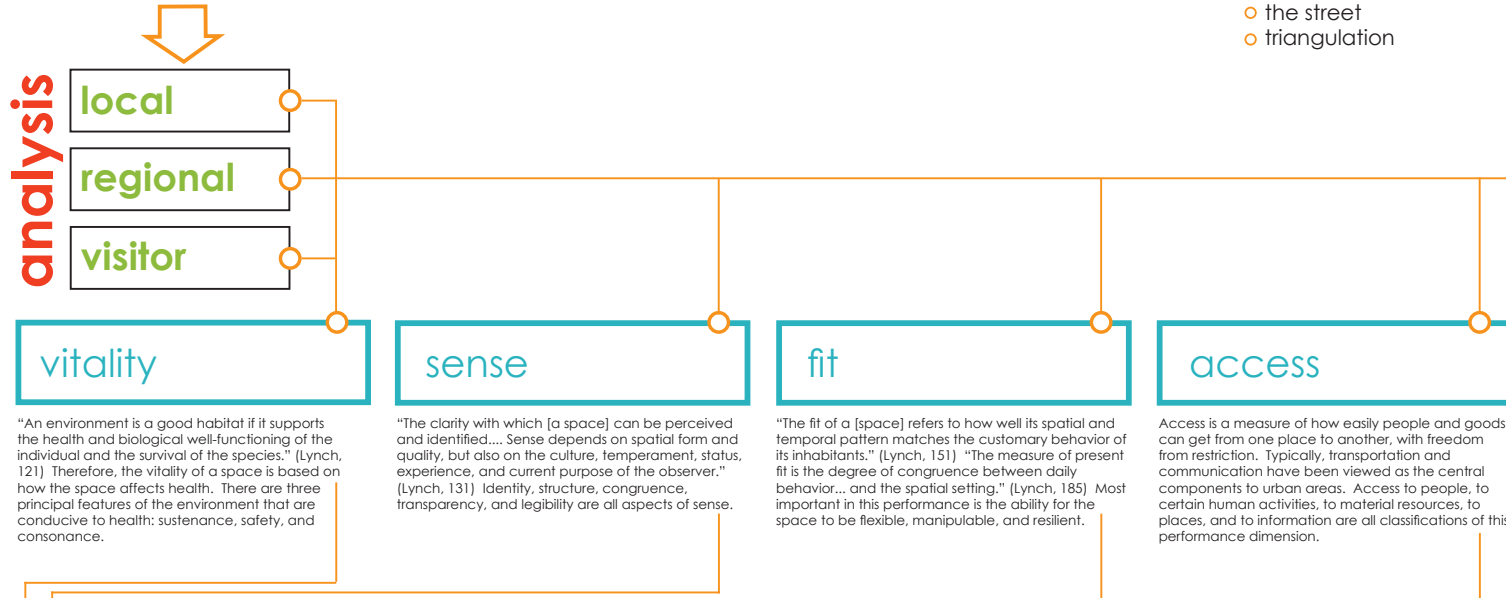 the street
triangulation
analysis
local
regional
visitor
vitality
“An environment is a good habitat if it supports
the health and biological well-functioning of the
individual and the survival of the species.” (Lynch,
121)  Therefore, the vitality of a space is based on
how the space affects health.  There are three
principal features of the environment that are
conducive to health: sustenance, safety, and
consonance.
sense
“The clarity with which [a space] can be perceived
and identified.... Sense depends on spatial form and
quality, but also on the culture, temperament, status,
experience, and current purpose of the observer.”
(Lynch, 131)  Identity, structure, congruence,
transparency, and legibility are all aspects of sense.
fit
“The fit of a [space] refers to how well its spatial and
temporal pattern matches the customary behavior of
its inhabitants.” (Lynch, 151)  “The measure of present
fit is the degree of congruence between daily
behavior... and the spatial setting.” (Lynch, 185)  Most
important in this performance is the ability for the
space to be flexible, manipulable, and resilient.
access
Access is a measure of how easily people and goods
can get from one place to another, with freedom
from restriction.  Typically, transportation and
communication have been viewed as the central
components to urban areas.  Access to people, to
certain human activities, to material resources, to
places, and to information are all classifications of this
performance dimension.